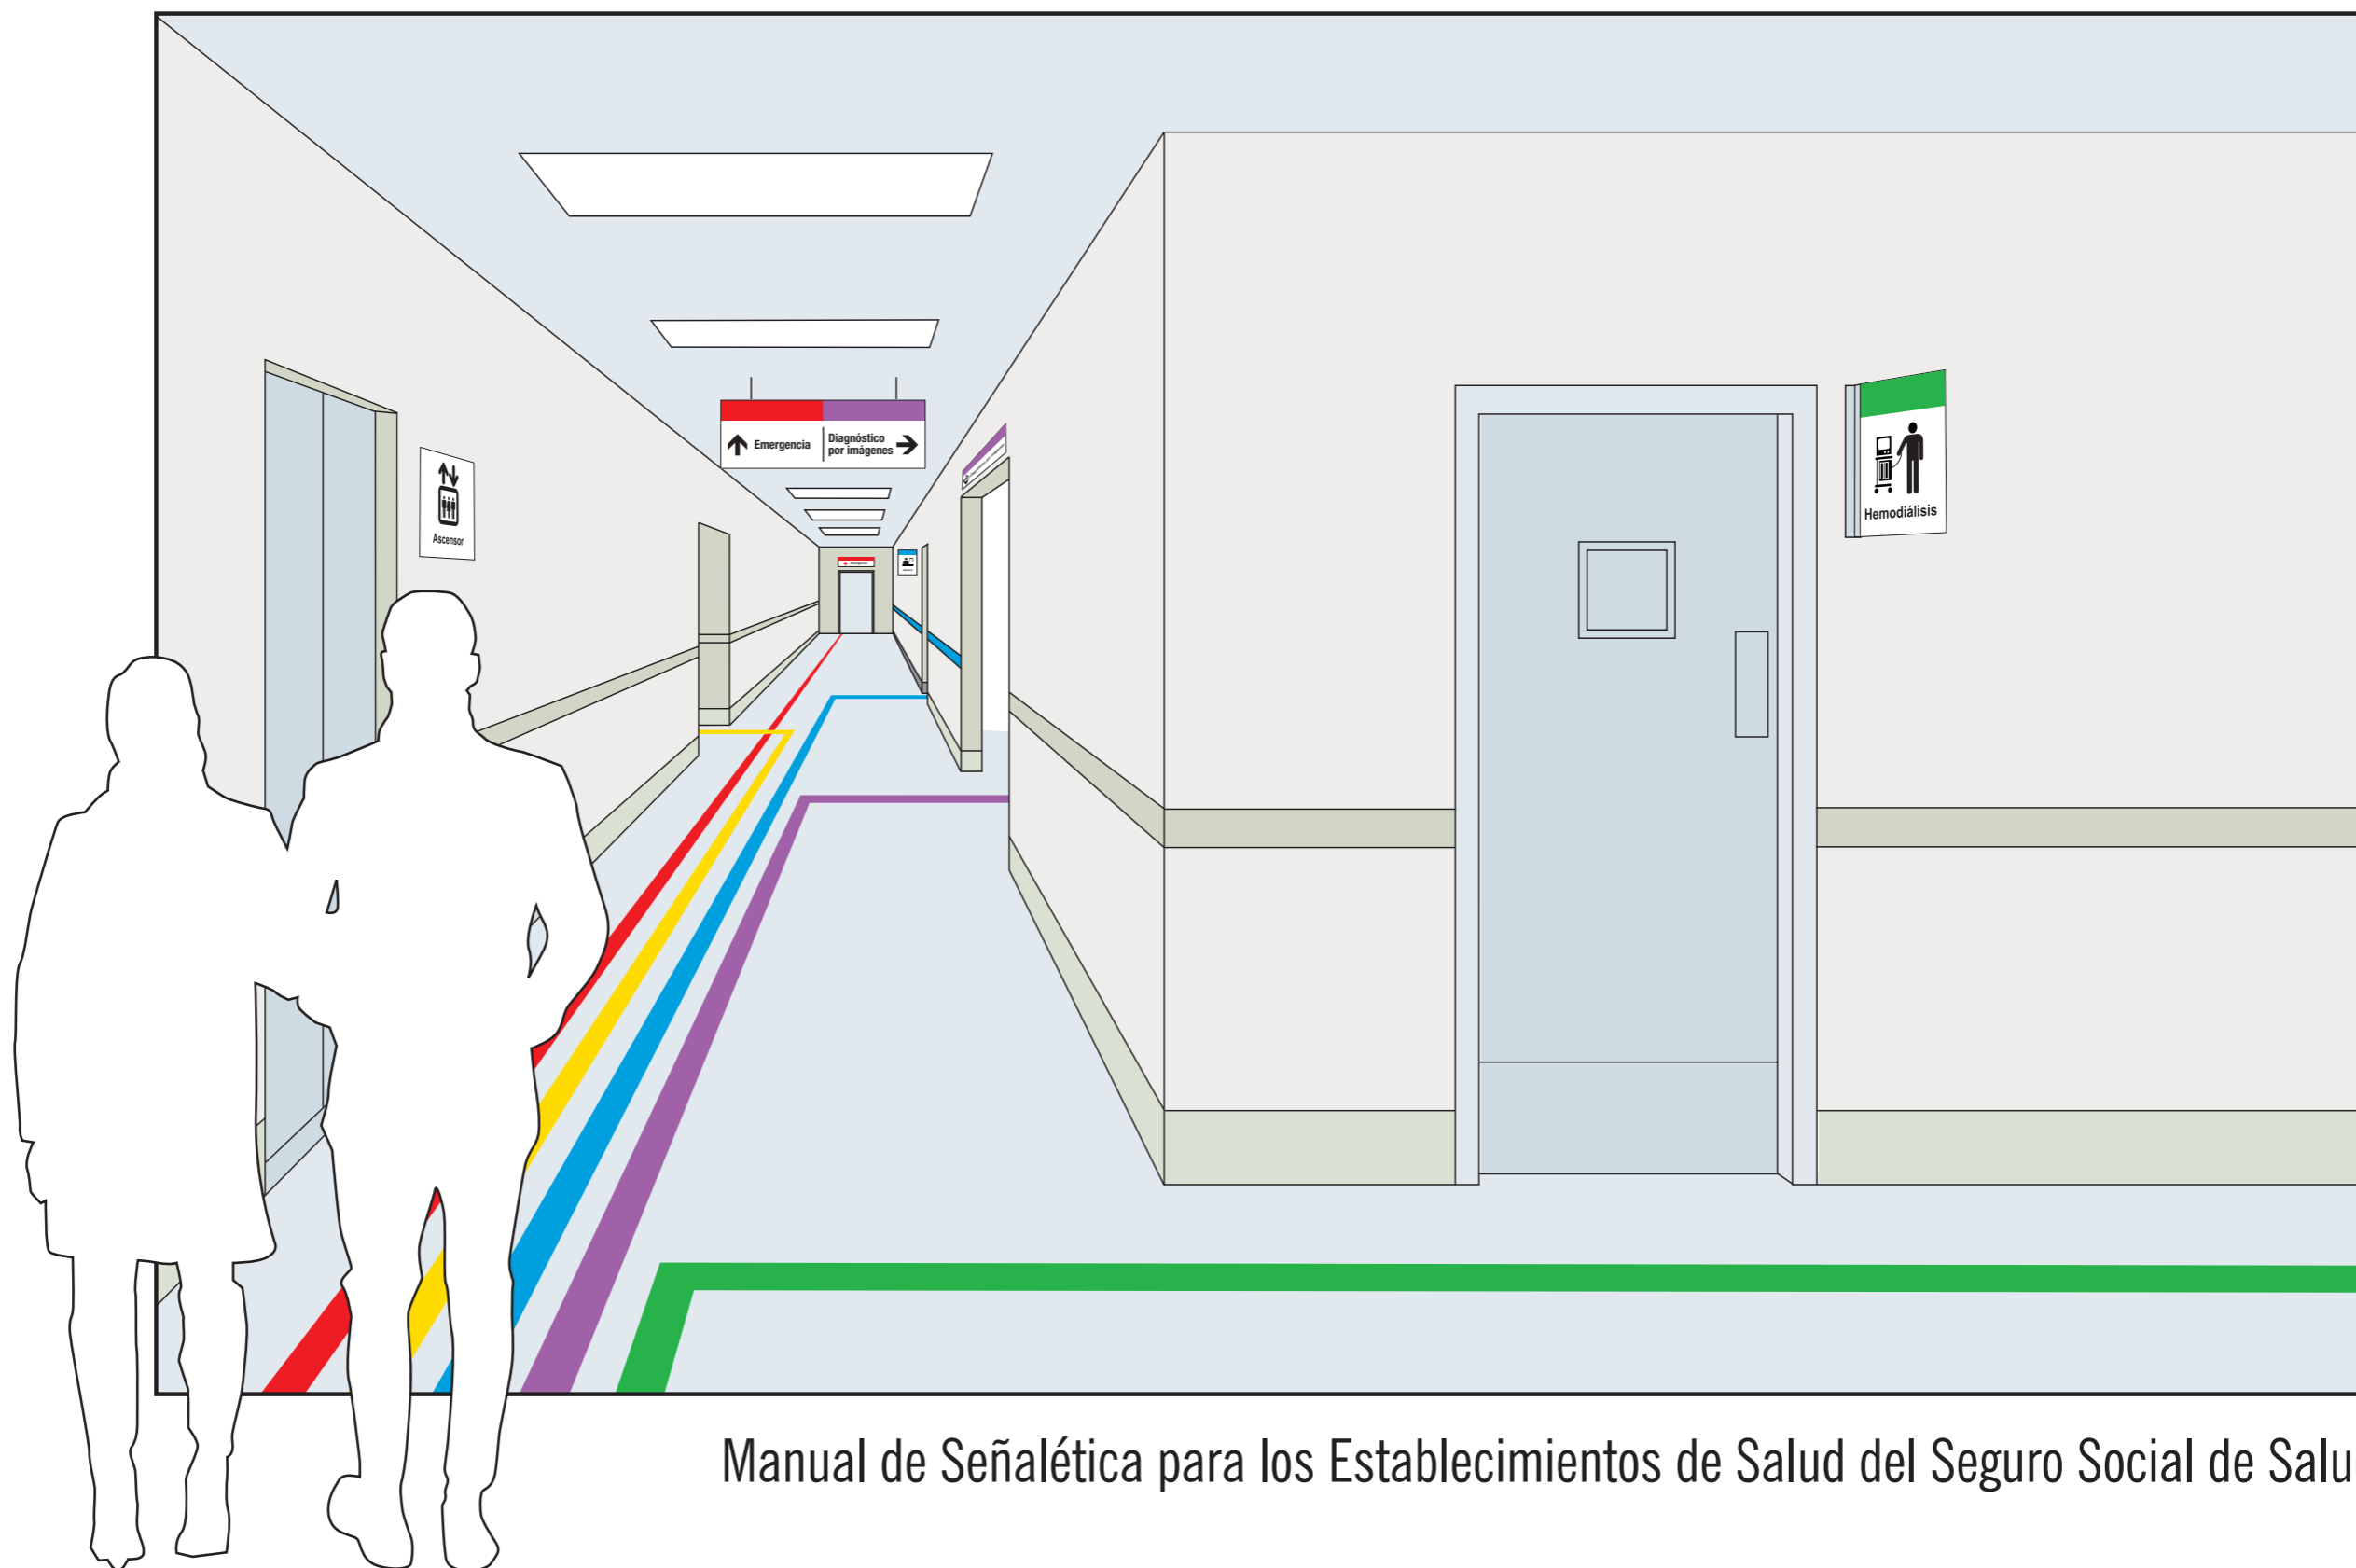 Emergencia
Diagnóstico
por imágenes
Ascensor
Hemodiálisis
Emergencia
Manual de Señalética para los Establecimientos de Salud del Seguro Social de Salu